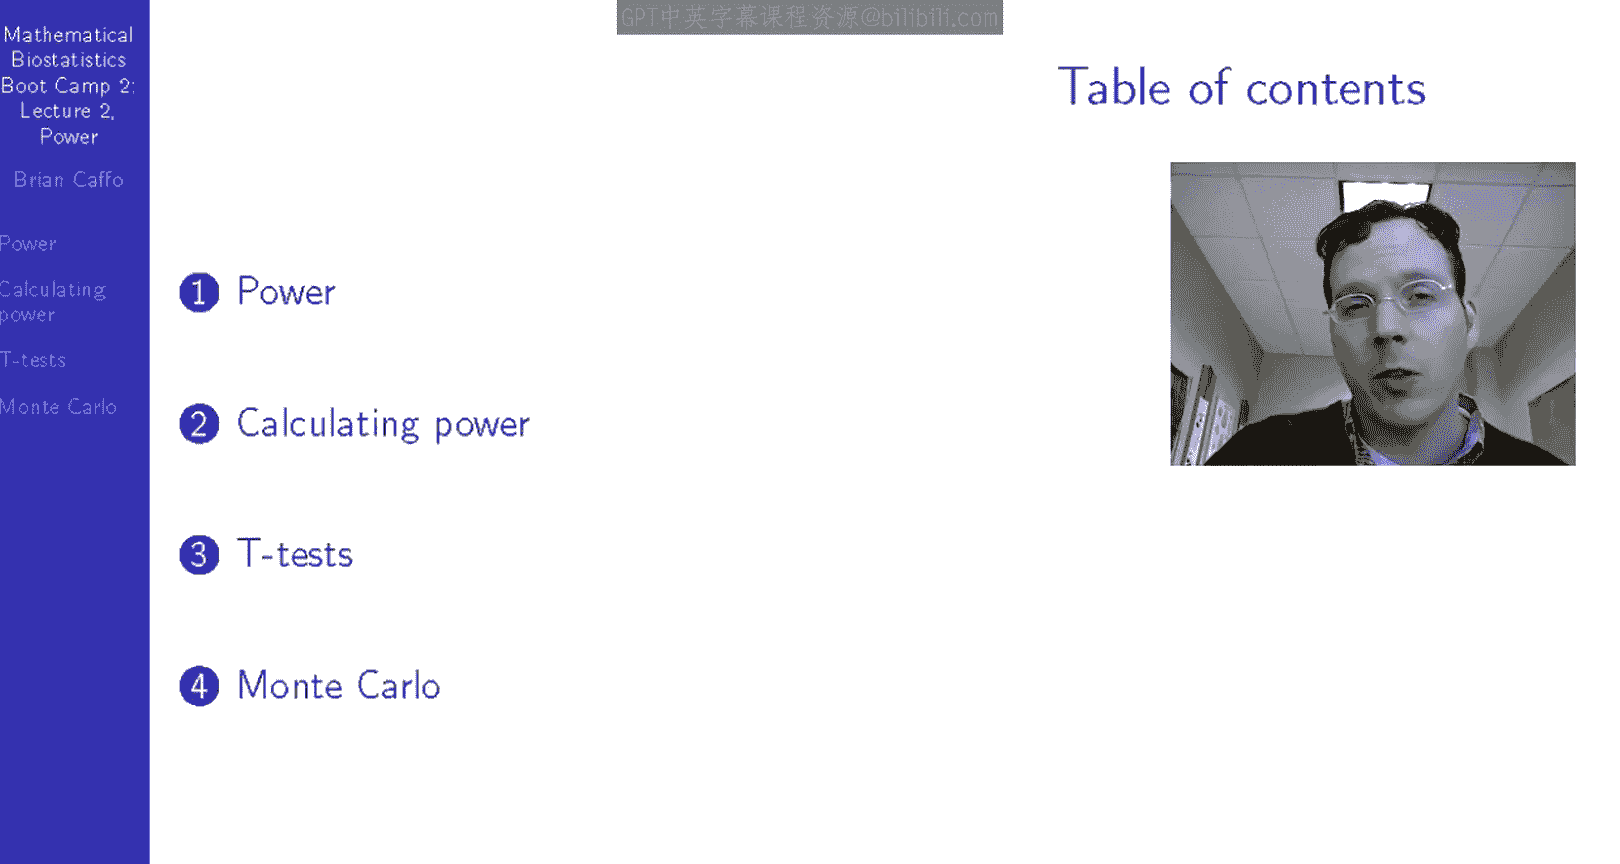 GPT中英字幕课程资源@bilibili.com
Mathematical
Biostatistics
Boot Camp 2:
Lecture 2,
Power
Brian Caffo
Power
Calculating
power
T-tests
Monte Carlo
Table of contents
1 Power
2 Calculating power
3 T-tests
4 Monte Carlo